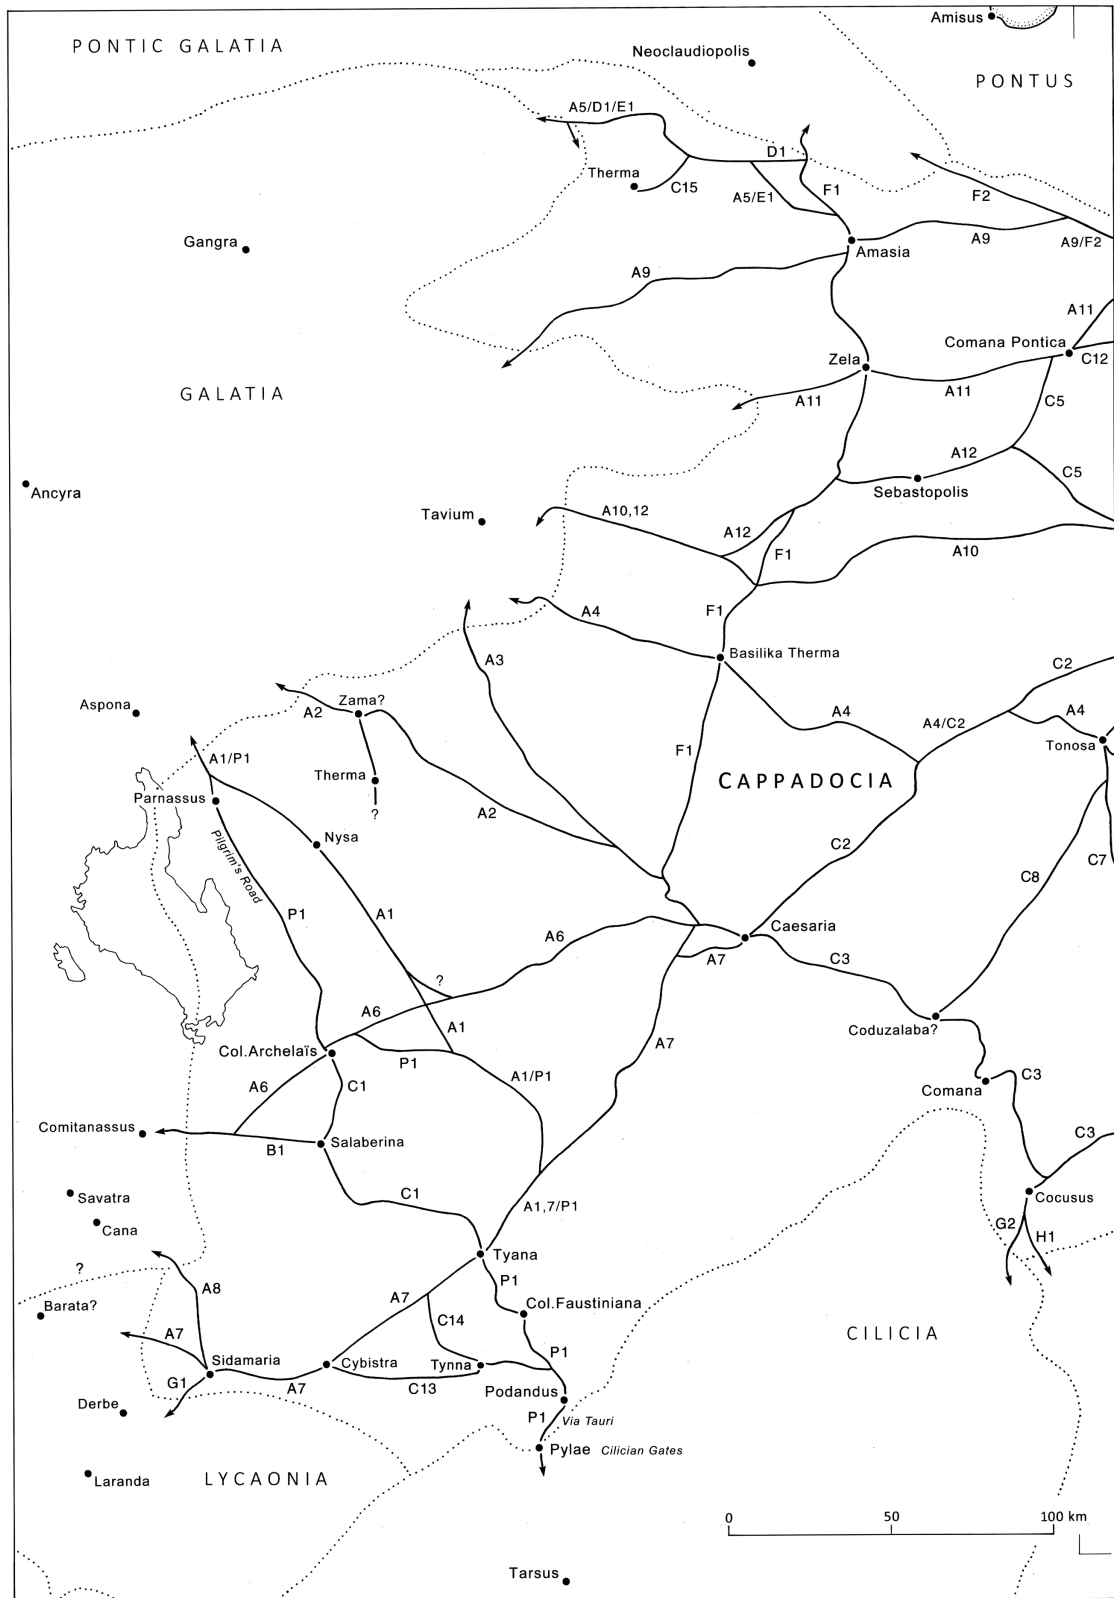 Amisus
PONTIC GALATIA
Neoclaudiopolis
PONTUS
A5/D1/E1
D1
Therma
C15
A5/E1
F1
F2
Gangra
A9
A9/F2
Amasia
A9
A11
Comana Pontica
Zela
C12
GALATIA
A11
A11
C5
A12
C5
Ancyra
Sebastopolis
Tavium
A10,12
A12
F1
A10
A4
F1
Basilika Therma
A3
C2
Aspona
Zama?
A2
A4
A4/C2
A4
Tonosa
F1
A1/P1
Therma
CAPPADOCIA
Parnassus
?
A2
Nysa
Pilgrim's Road
C2
C7
C8
P1
A1
Caesaria
A6
A7
C3
?
A6
A1
Coduzalaba?
A7
Col.Archelaïs
P1
A1/P1
C3
A6
C1
Comana
Comitanassus
C3
B1
Salaberina
Savatra
C1
A1,7/P1
Cocusus
Cana
G2
H1
Tyana
?
P1
A8
A7
Col.Faustiniana
Barata?
C14
A7
CILICIA
P1
Sidamaria
Cybistra
Tynna
G1
A7
C13
Podandus
Derbe
P1
Via Tauri
Pylae
Cilician Gates
Laranda
LYCAONIA
0
50
100 km
Tarsus